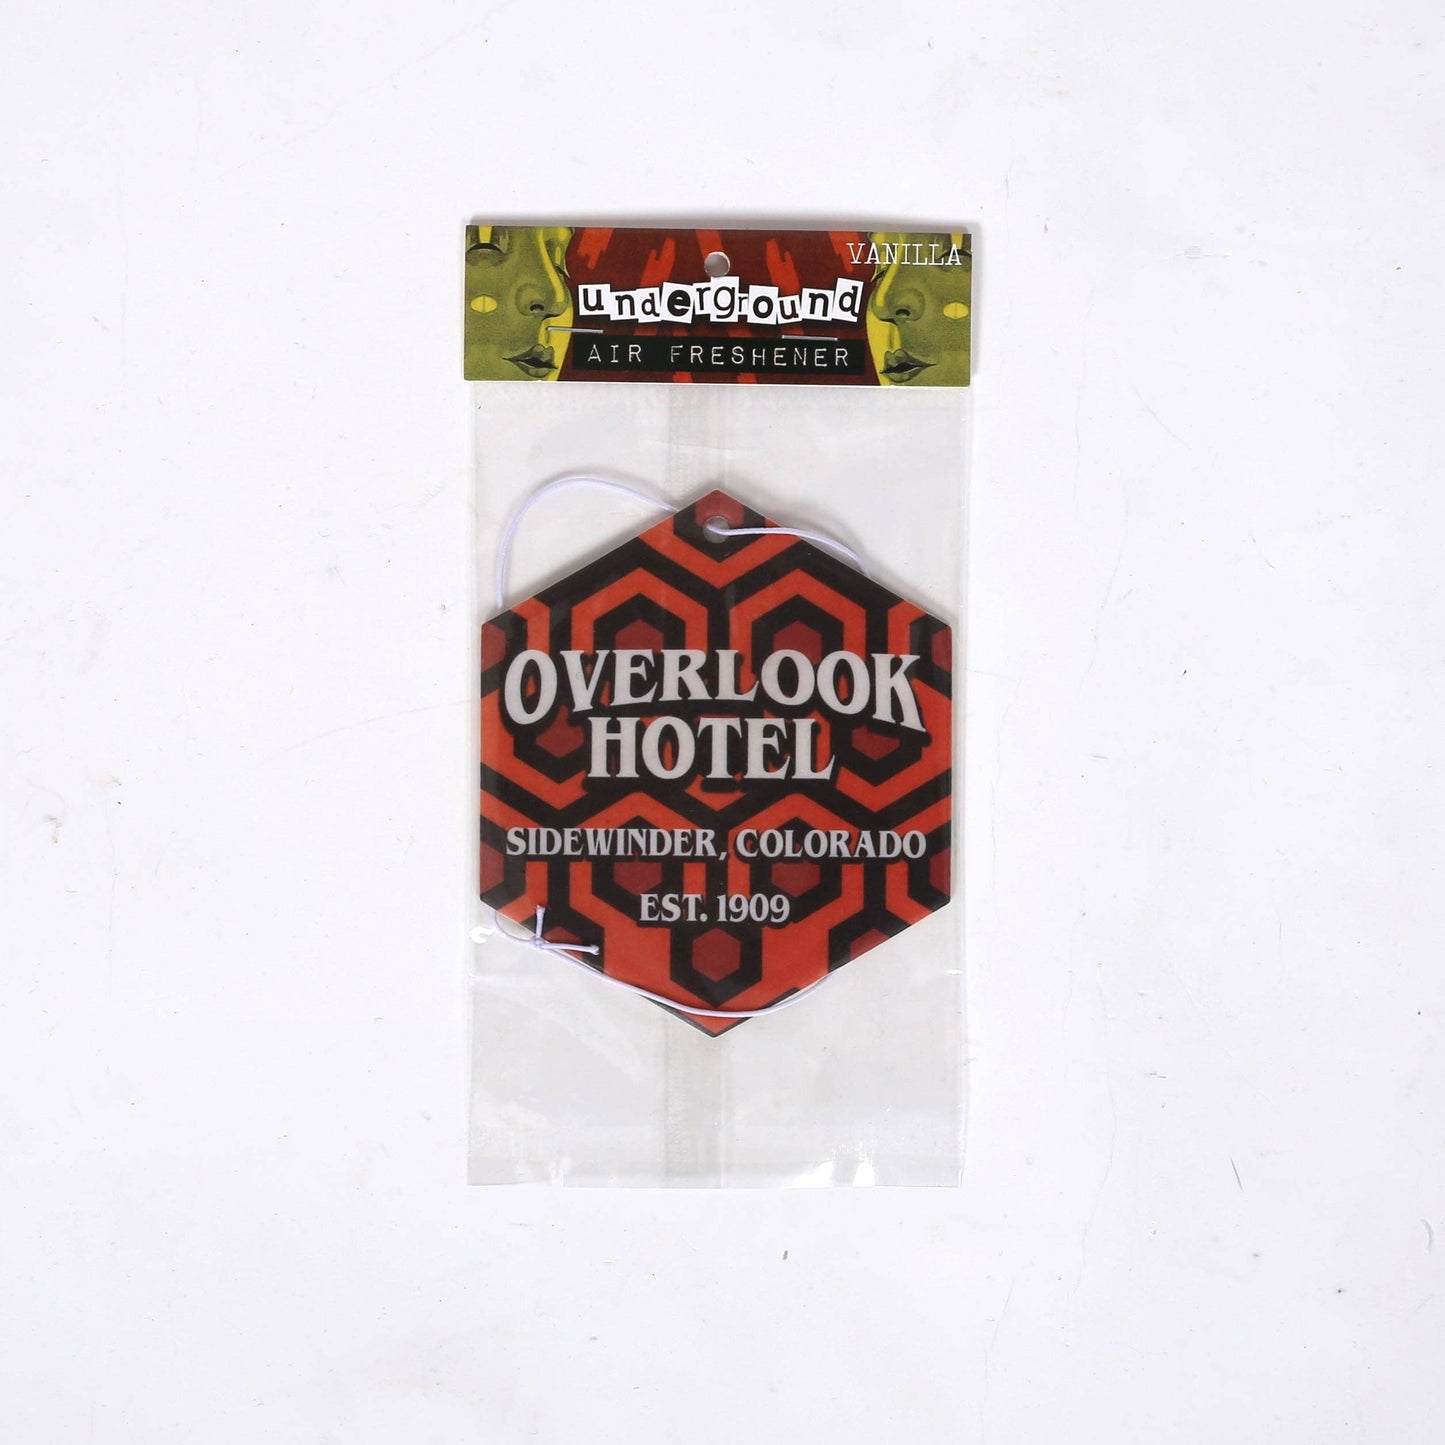 VANILLA
underground
AIR FRESHENER
OVERLOOK
HOTEL
SIDEWINDER, COLORADO
EST. 1909